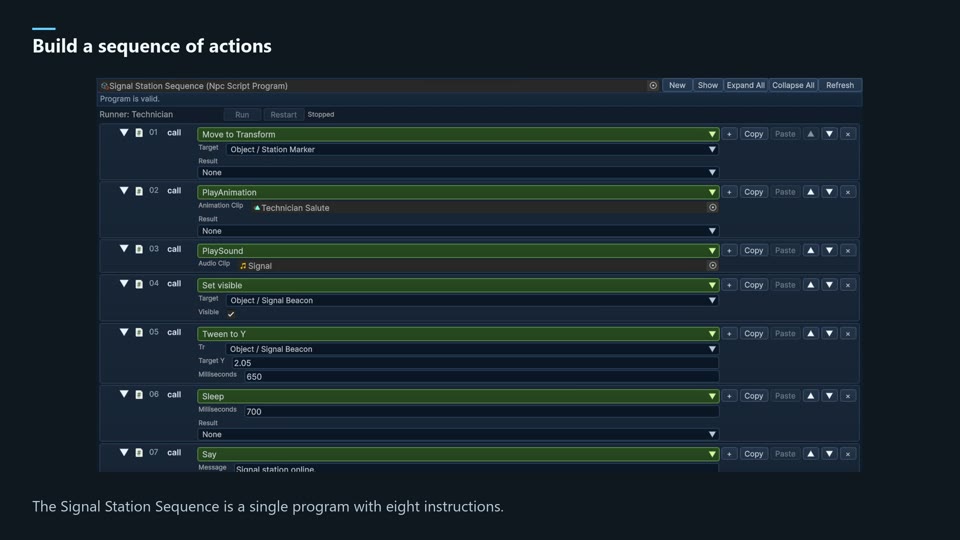 Build a sequence of actions
Signal Station Sequence (Npc Script Program) New Show Expand All Collapse All Refresh
Program is valid.
Runner: Technician Run Restart Stopped
01 call Move to Transform + Copy Paste ×
Target Object / Station Marker
Result
None
02 call PlayAnimation + Copy Paste ×
Animation Clip Technician Salute
Result
None
03 call PlaySound + Copy Paste ×
Audio Clip Signal
04 call Set visible + Copy Paste ×
Target Object / Signal Beacon
Visible
05 call Tween to Y + Copy Paste ×
Tr Object / Signal Beacon
Target Y 2.05
Milliseconds 650
06 call Sleep + Copy Paste ×
Milliseconds 700
Result
None
07 call Say + Copy Paste ×
Message Signal station online.
The Signal Station Sequence is a single program with eight instructions.